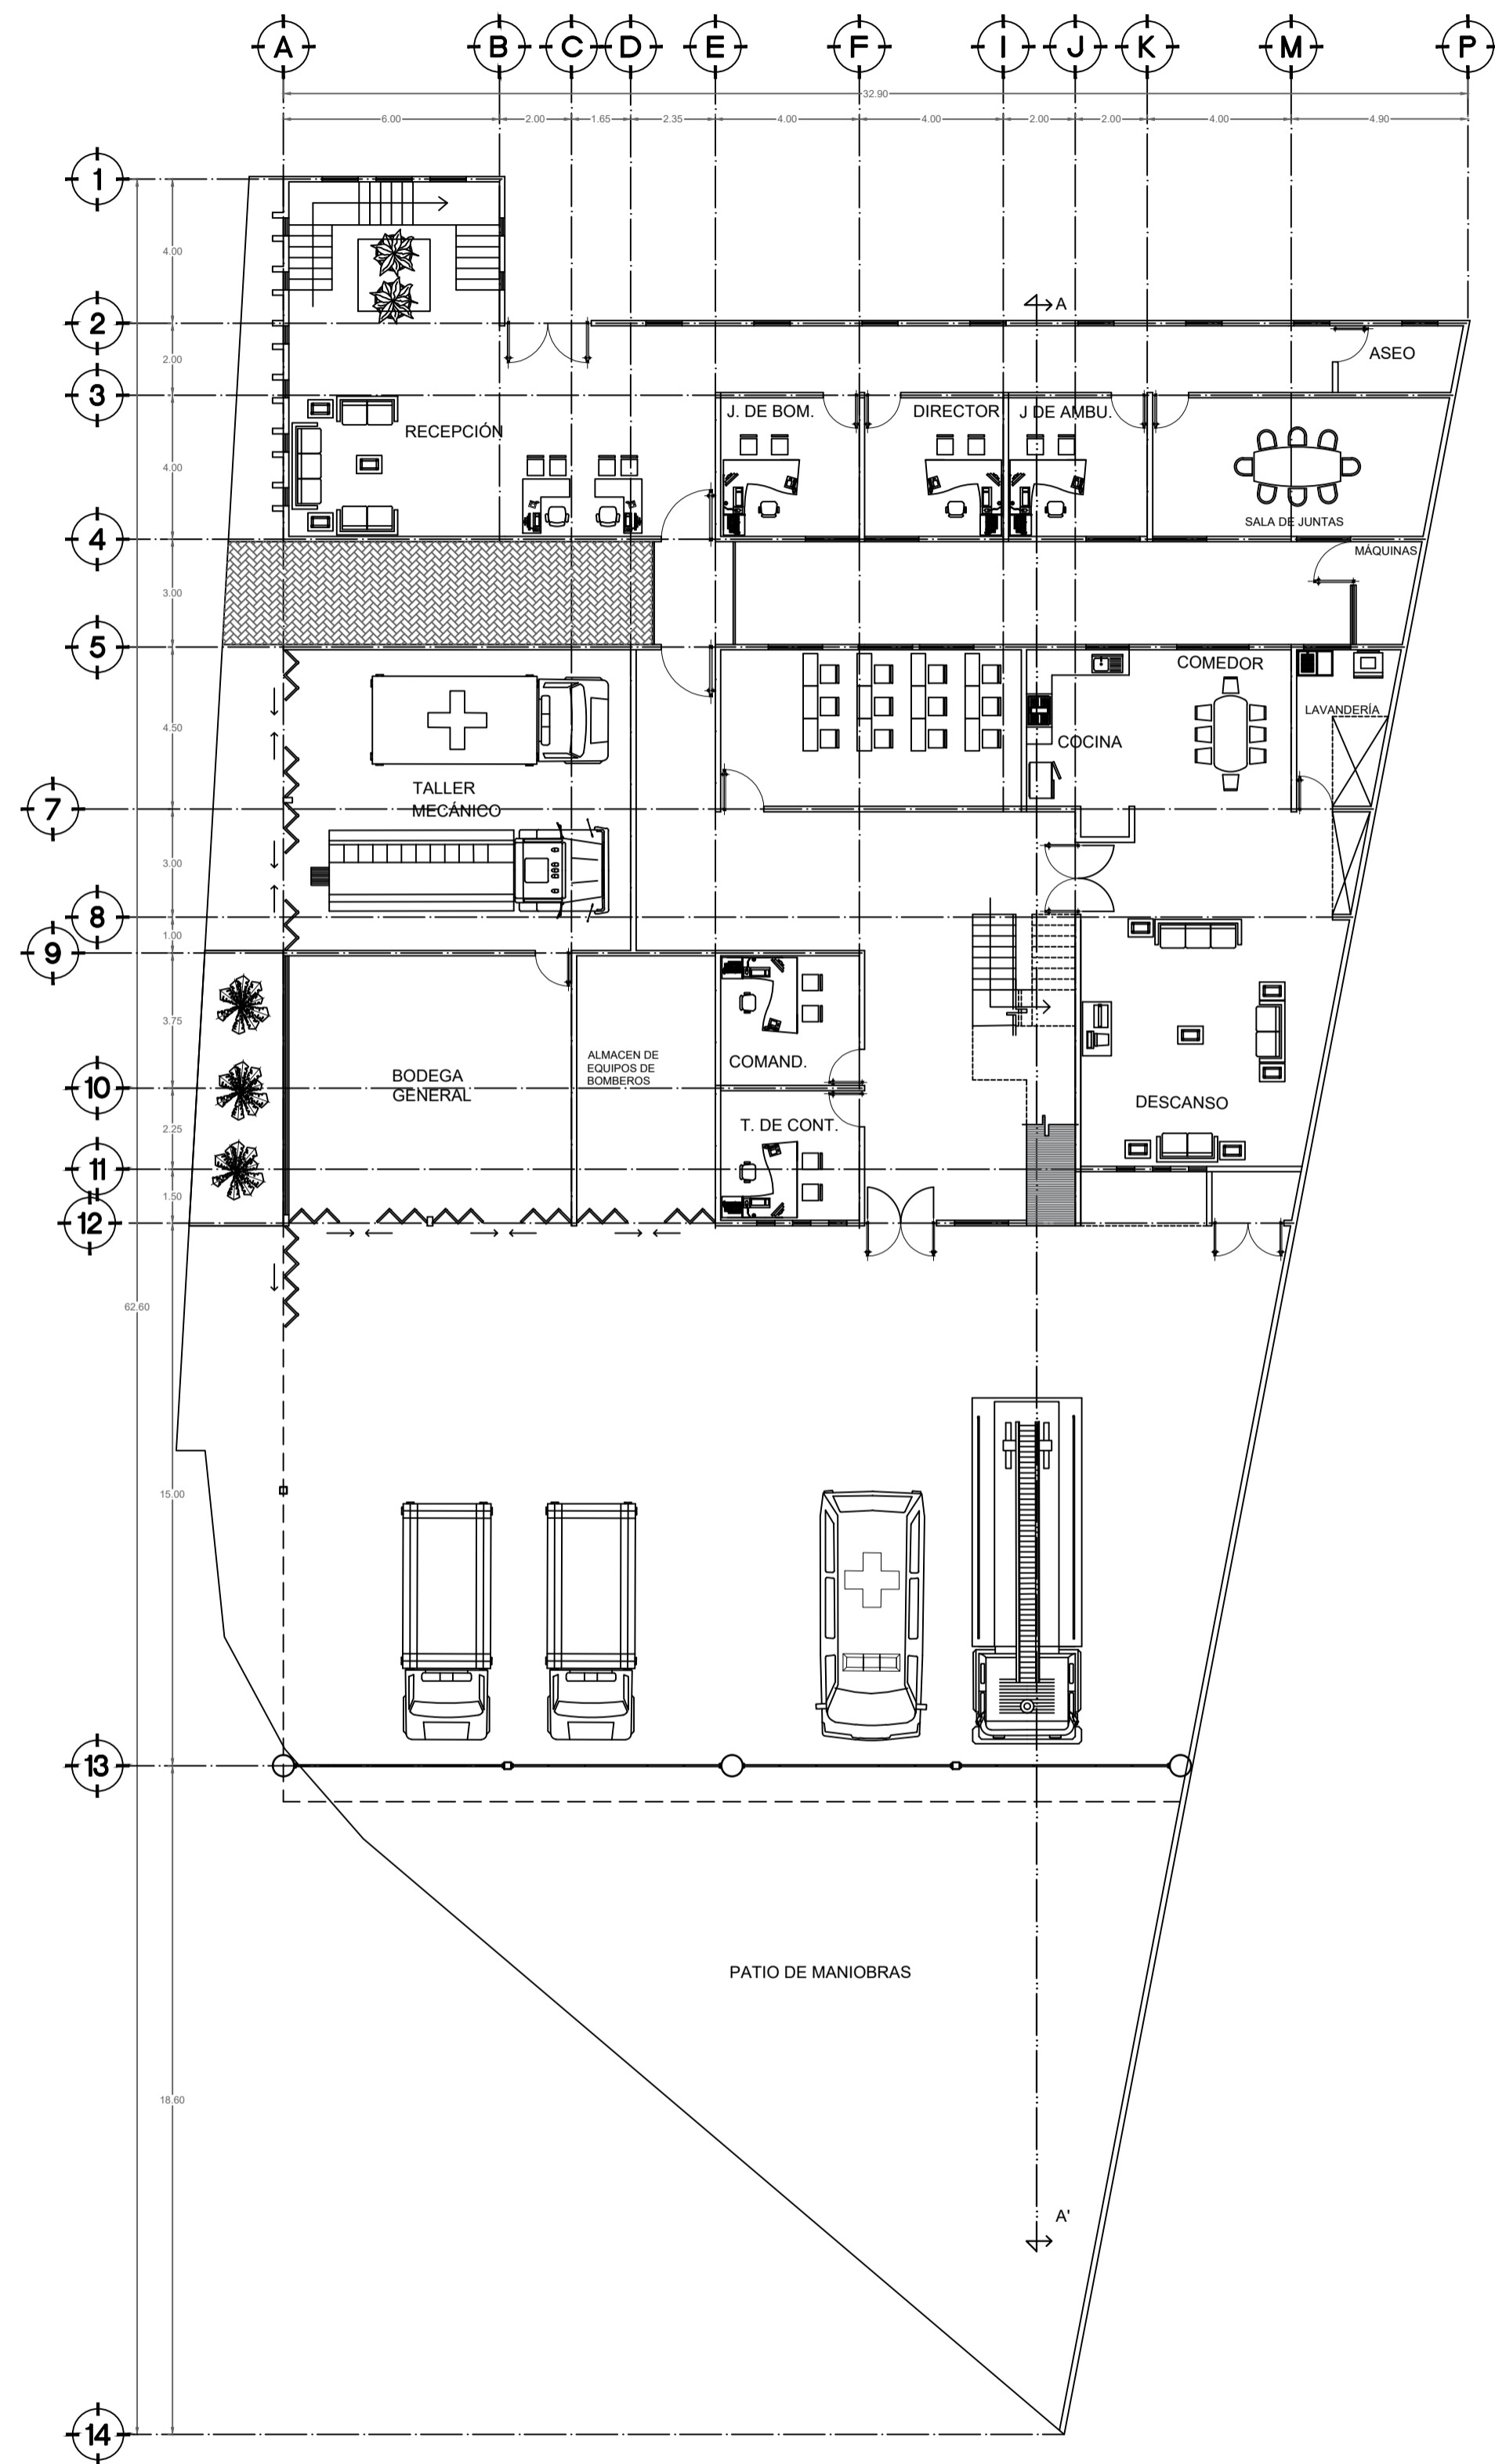 A B C D E F I J K M P
32.90
6.00 2.00 1.65 2.35 4.00 4.00 2.00 2.00 4.00 4.90
1
4.00
A
2
2.00
ASEO
3
J. DE BOM. DIRECTOR J DE AMBU.
RECEPCIÓN
4.00
SALA DE JUNTAS
4
MÁQUINAS
3.00
5
COMEDOR
LAVANDERÍA
4.50
COCINA
TALLER
MECÁNICO
7
3.00
8
1.00
9
3.75
ALMACEN DE
EQUIPOS DE
BOMBEROS
COMAND.
BODEGA
GENERAL
10
DESCANSO
2.25
T. DE CONT.
11
1.50
12
62.60
15.00
13
PATIO DE MANIOBRAS
18.60
A'
14